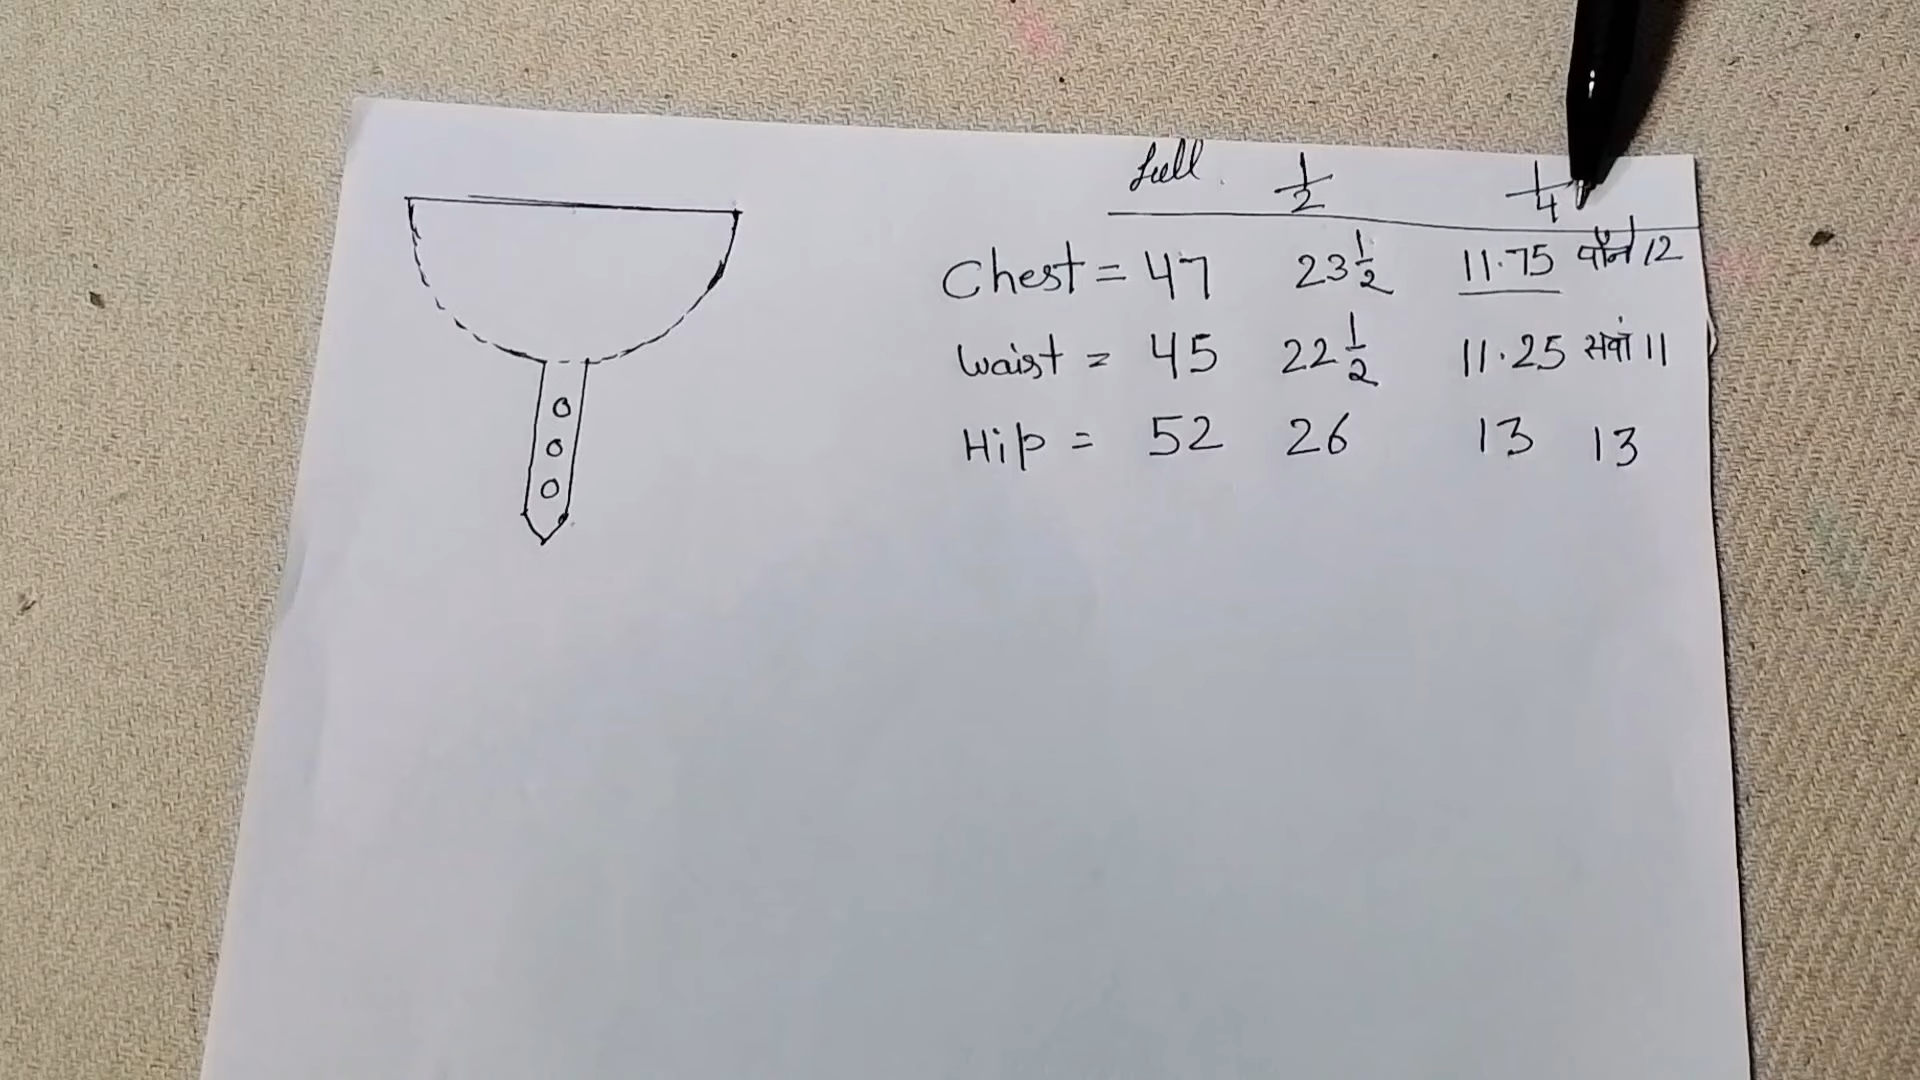 full 1/2 1/4
Chest = 47 23 1/2 11.75 पौने 12
Waist = 45 22 1/2 11.25 सवा 11
Hip = 52 26 13 13